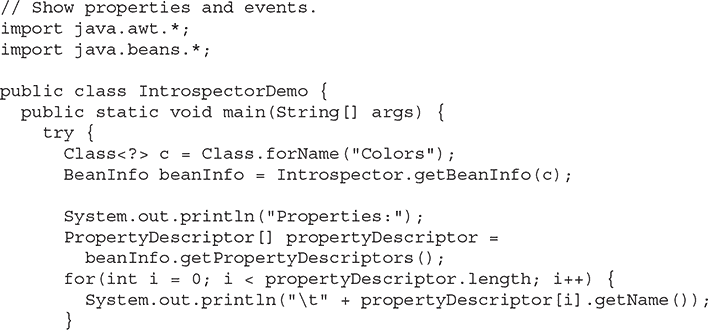 // Show properties and events.
import java.awt.*;
import java.beans.*;

public class IntrospectorDemo {
  public static void main(String[] args) {
    try {
      Class<?> c = Class.forName("Colors");
      BeanInfo beanInfo = Introspector.getBeanInfo(c);

      System.out.println("Properties:");
      PropertyDescriptor[] propertyDescriptor =
        beanInfo.getPropertyDescriptors();
      for(int i = 0; i < propertyDescriptor.length; i++) {
        System.out.println("\t" + propertyDescriptor[i].getName());
      }